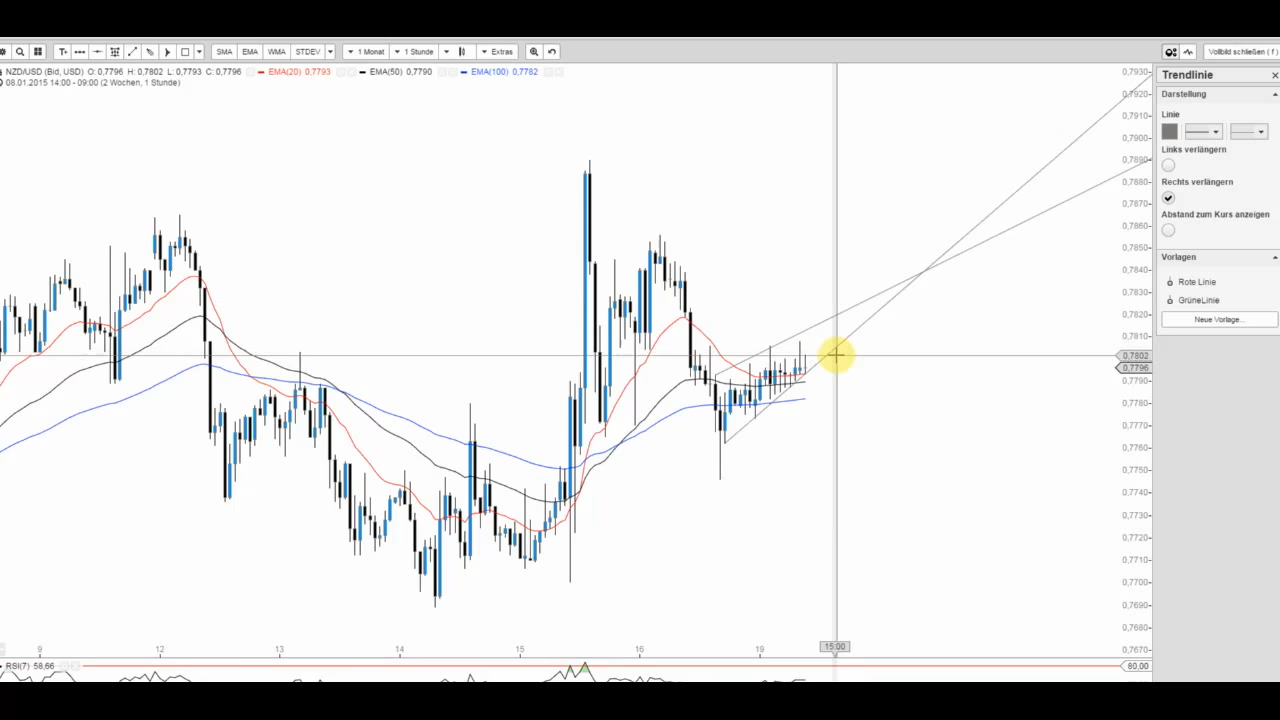 SMA EMA WMA STDEV 1 Monat 1 Stunde Extras Vollbild schließen ( f )
NZD/USD (Bid, USD) O: 0,7796 H: 0,7802 L: 0,7793 C: 0,7796 EMA(20) 0,7793 EMA(50) 0,7790 EMA(100) 0,7782
08.01.2015 14:00 - 09:00 (2 Wochen, 1 Stunde)
0,7930
0,7920
0,7910
0,7900
0,7890
0,7880
0,7870
0,7860
0,7850
0,7840
0,7830
0,7820
0,7810
0,7802
0,7796
0,7790
0,7780
0,7770
0,7760
0,7750
0,7740
0,7730
0,7720
0,7710
0,7700
0,7690
0,7680
0,7670
9 12 13 14 15 16 19 15:00
RSI(7) 58,66
80,00
Trendlinie
Darstellung
Linie
Links verlängern
Rechts verlängern
Abstand zum Kurs anzeigen
Vorlagen
Rote Linie
GrüneLinie
Neue Vorlage...